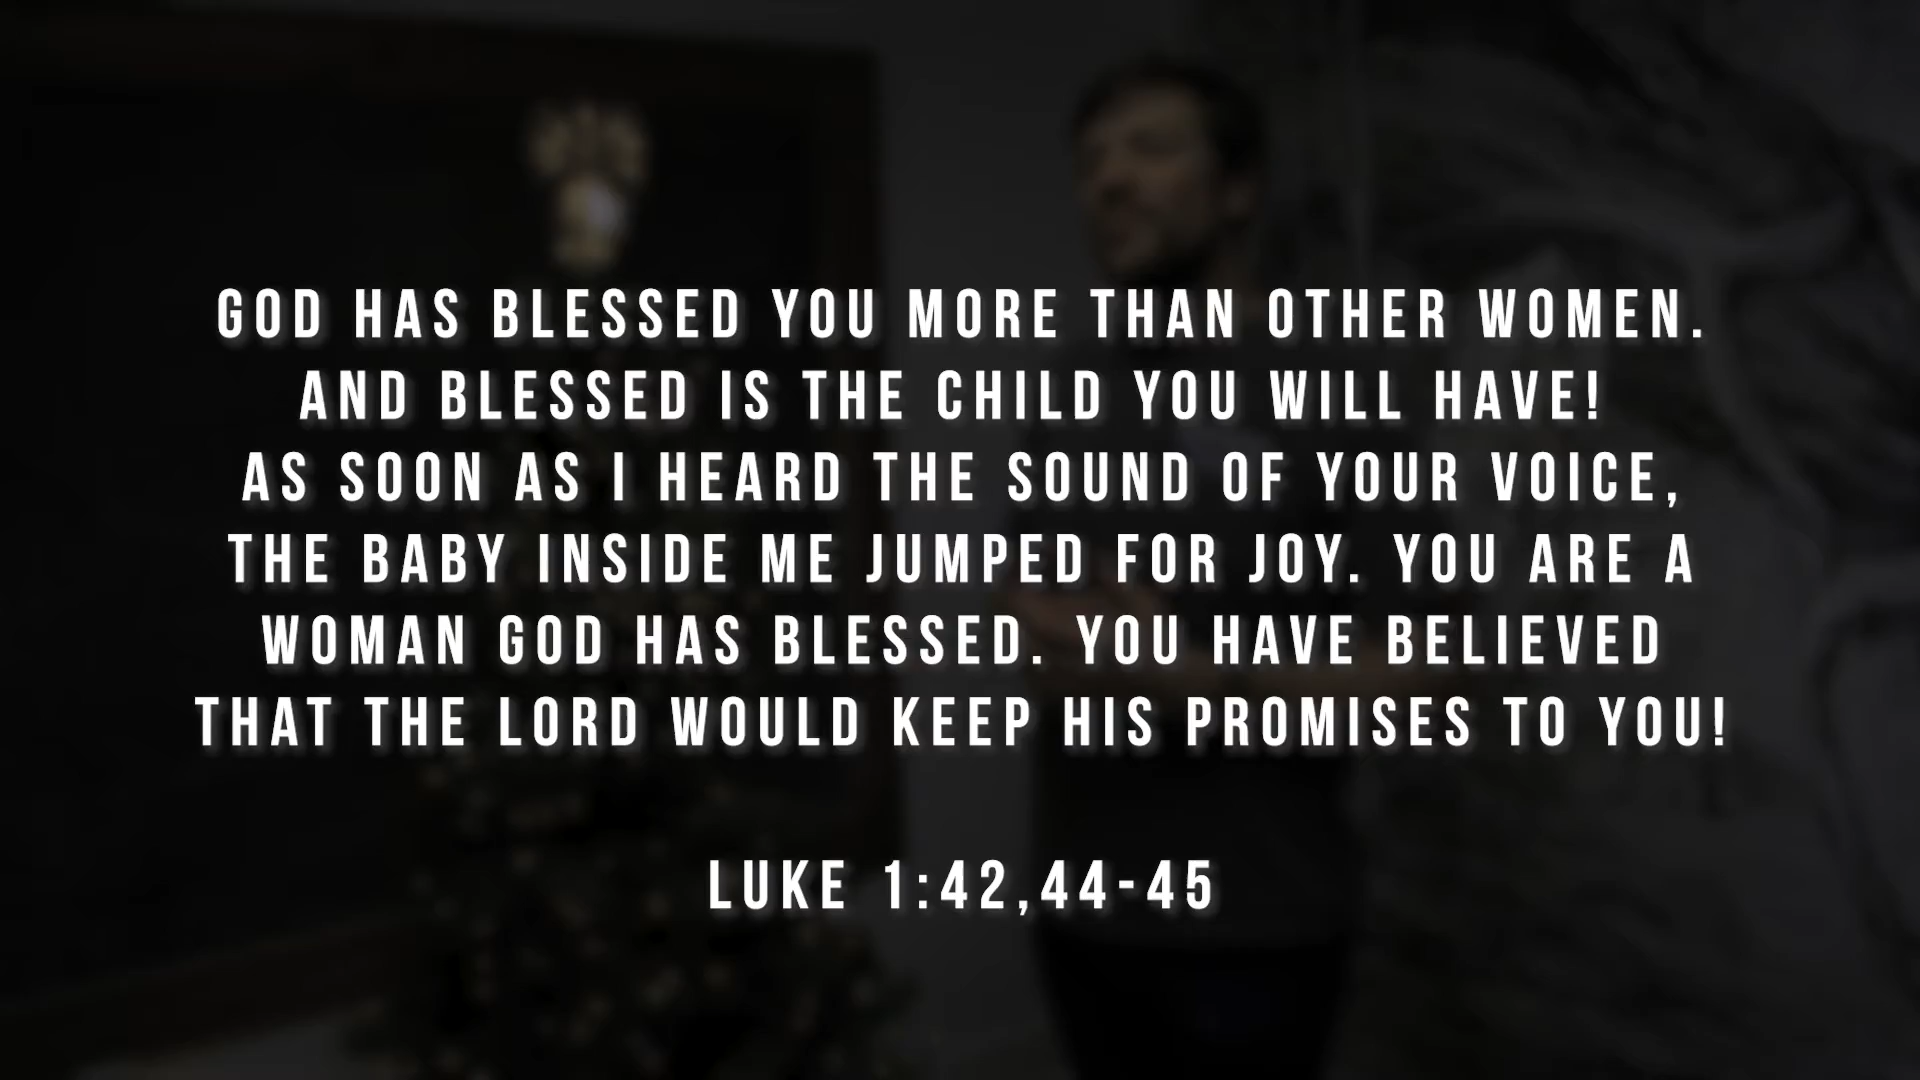 GOD HAS BLESSED YOU MORE THAN OTHER WOMEN.
AND BLESSED IS THE CHILD YOU WILL HAVE!
AS SOON AS I HEARD THE SOUND OF YOUR VOICE,
THE BABY INSIDE ME JUMPED FOR JOY. YOU ARE A
WOMAN GOD HAS BLESSED. YOU HAVE BELIEVED
THAT THE LORD WOULD KEEP HIS PROMISES TO YOU!
LUKE 1:42,44-45